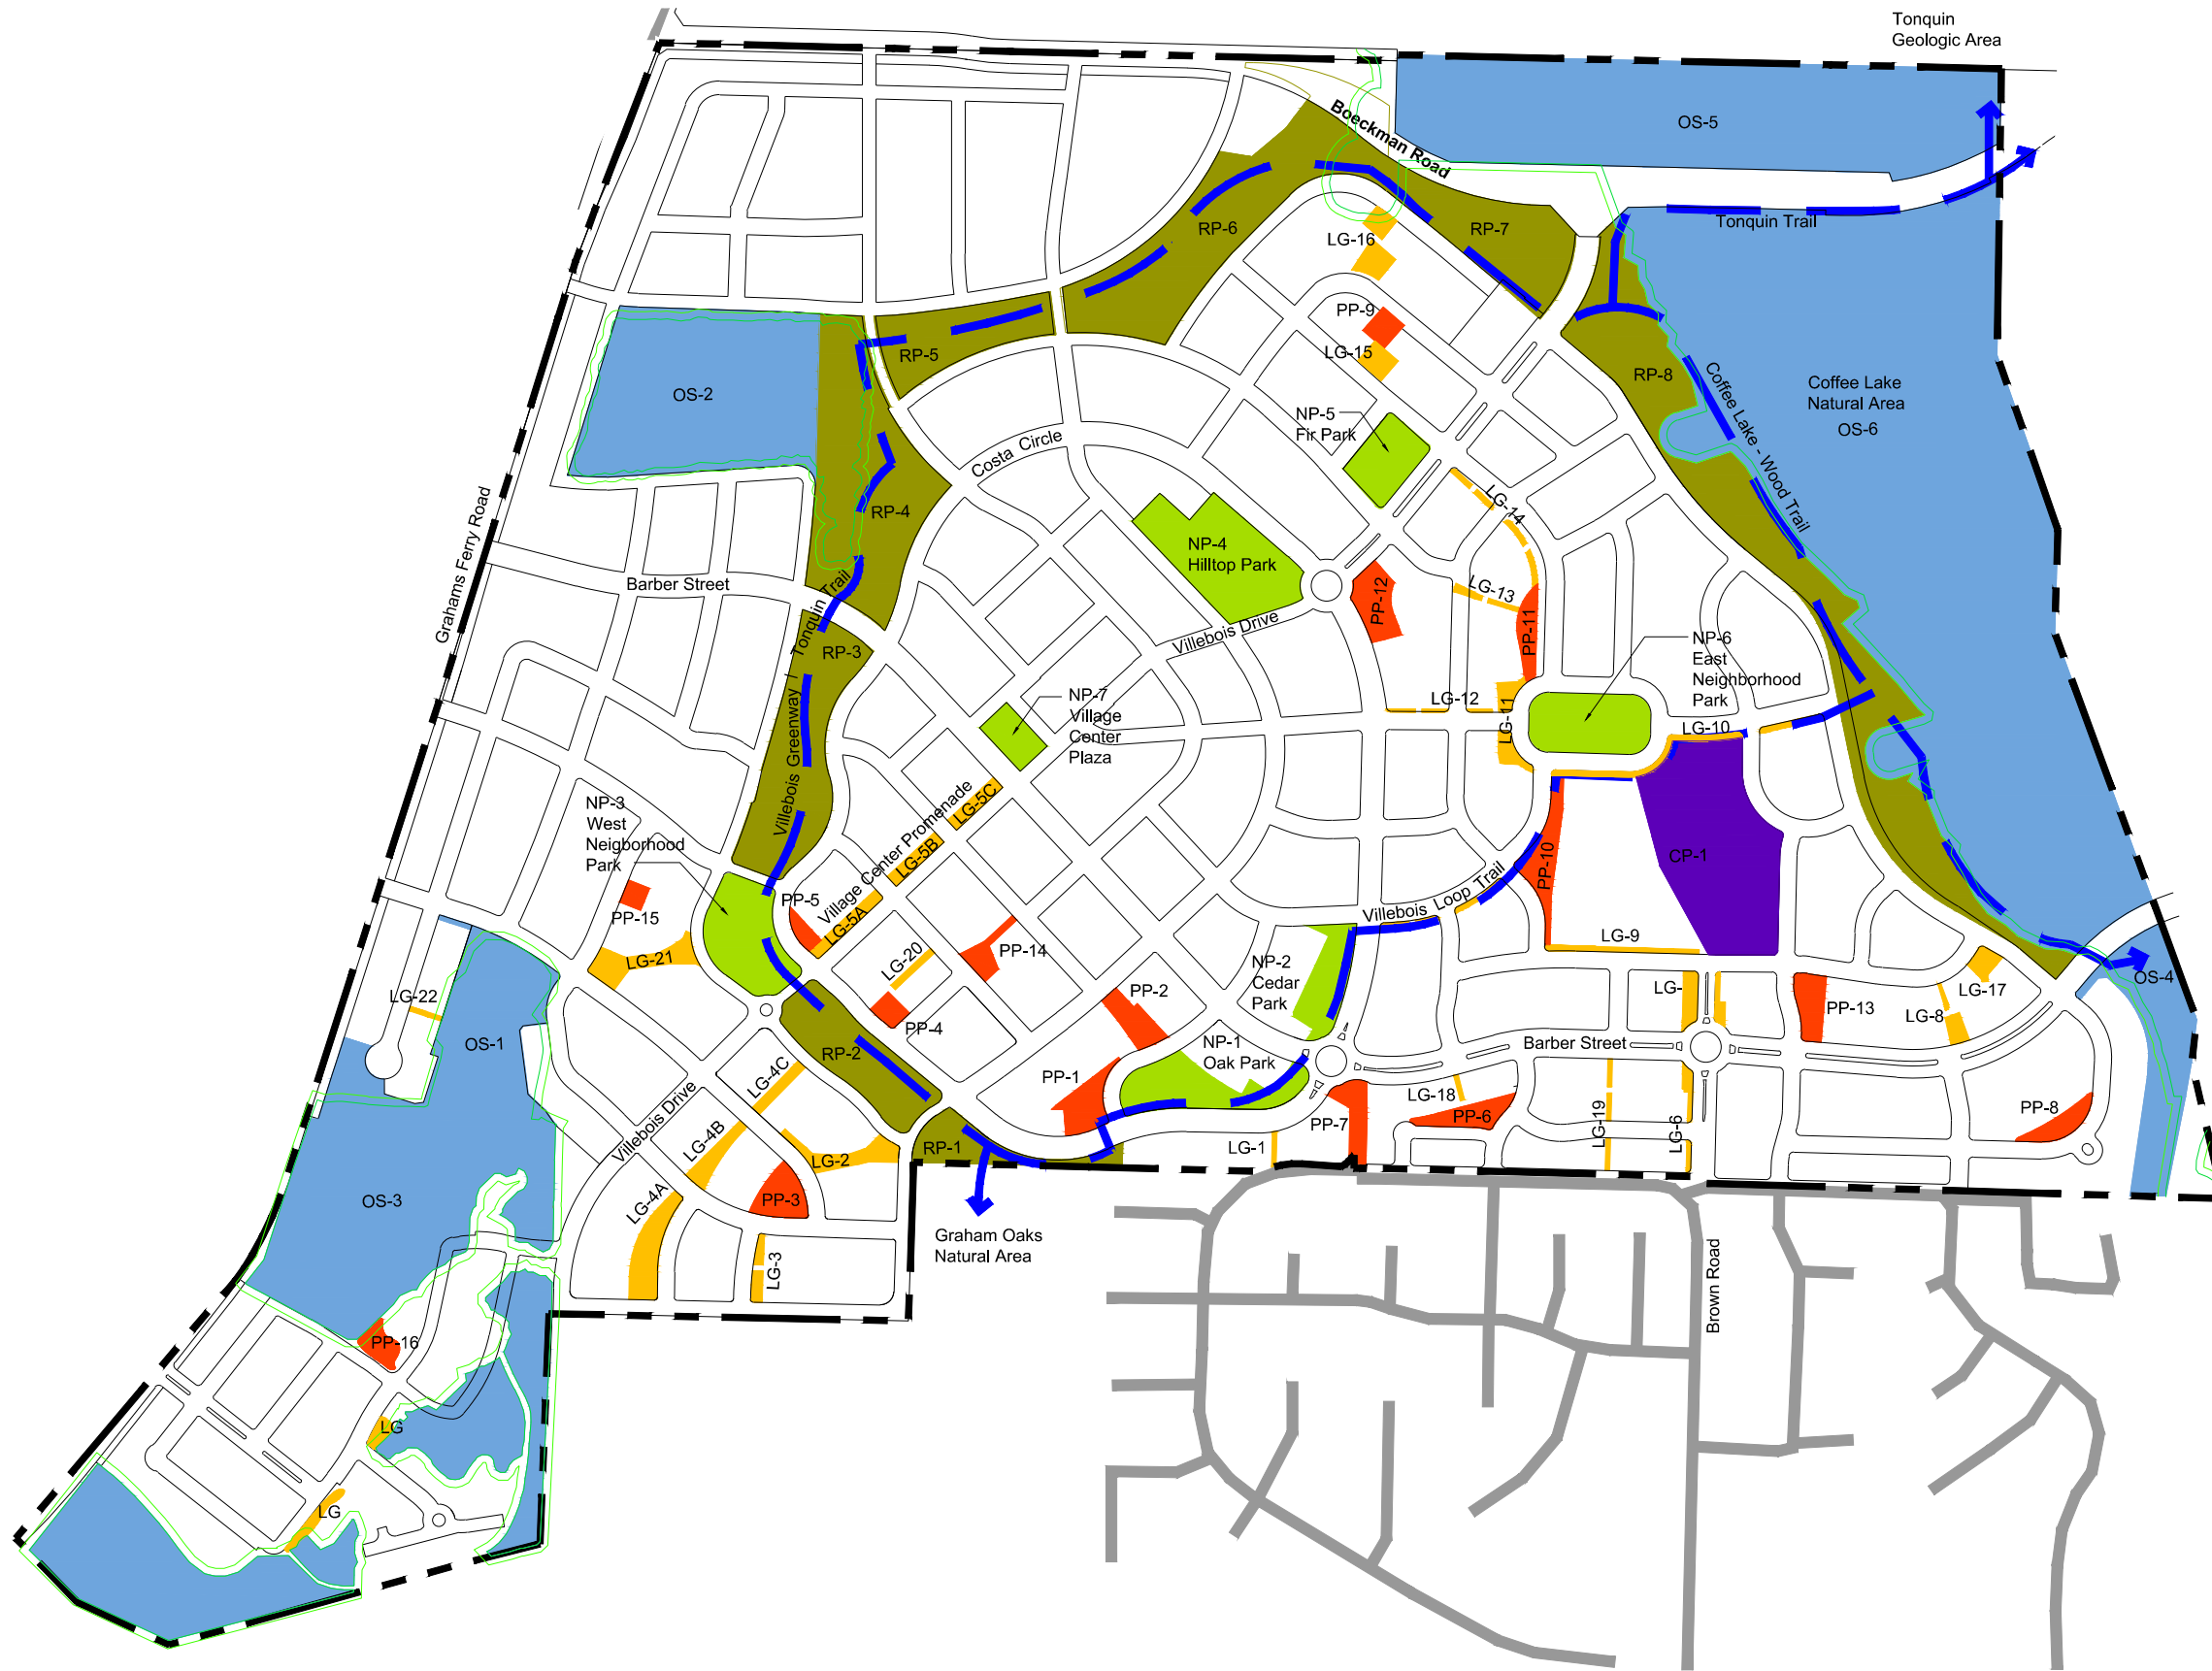 Tonquin
Geologic Area
Boeckman Road
OS-5
Tonquin Trail
RP-6
RP-7
LG-16
PP-9
LG-15
RP-5
RP-8
OS-2
Coffee Lake
Natural Area
OS-6
Coffee Lake - Wood Trail
NP-5
Fir Park
Costa Circle
LG-14
RP-4
NP-4
Hilltop Park
Grahams Ferry Road
Barber Street
Villebois Greenway / Tonquin Trail
LG-13
PP-12
PP-11
Villebois Drive
RP-3
NP-6
East
Neighborhood
Park
NP-7
Village
Center
Plaza
LG-12
LG-11
LG-10
NP-3
West
Neigborhood
Park
Village Center Promenade
LG-5C
LG-5B
LG-5A
CP-1
PP-10
PP-5
PP-15
Villebois Loop Trail
LG-9
LG-21
LG-20
PP-14
NP-2
Cedar
Park
LG-22
PP-2
LG-
PP-13
LG-17
OS-4
LG-8
PP-4
OS-1
RP-2
NP-1
Oak Park
Barber Street
LG-4C
PP-1
LG-18
PP-6
PP-7
LG-19
LG-6
PP-8
Villebois Drive
LG-4B
LG-2
RP-1
LG-1
PP-3
OS-3
LG-4A
LG-3
Graham Oaks
Natural Area
Brown Road
PP-16
LG
LG